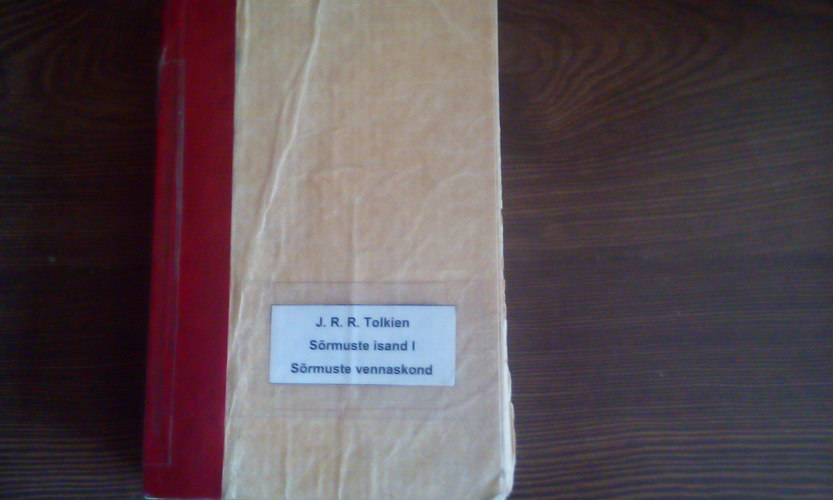 J. R. R. Tolkien
Sõrmuste isand I
Sõrmuste vennaskond